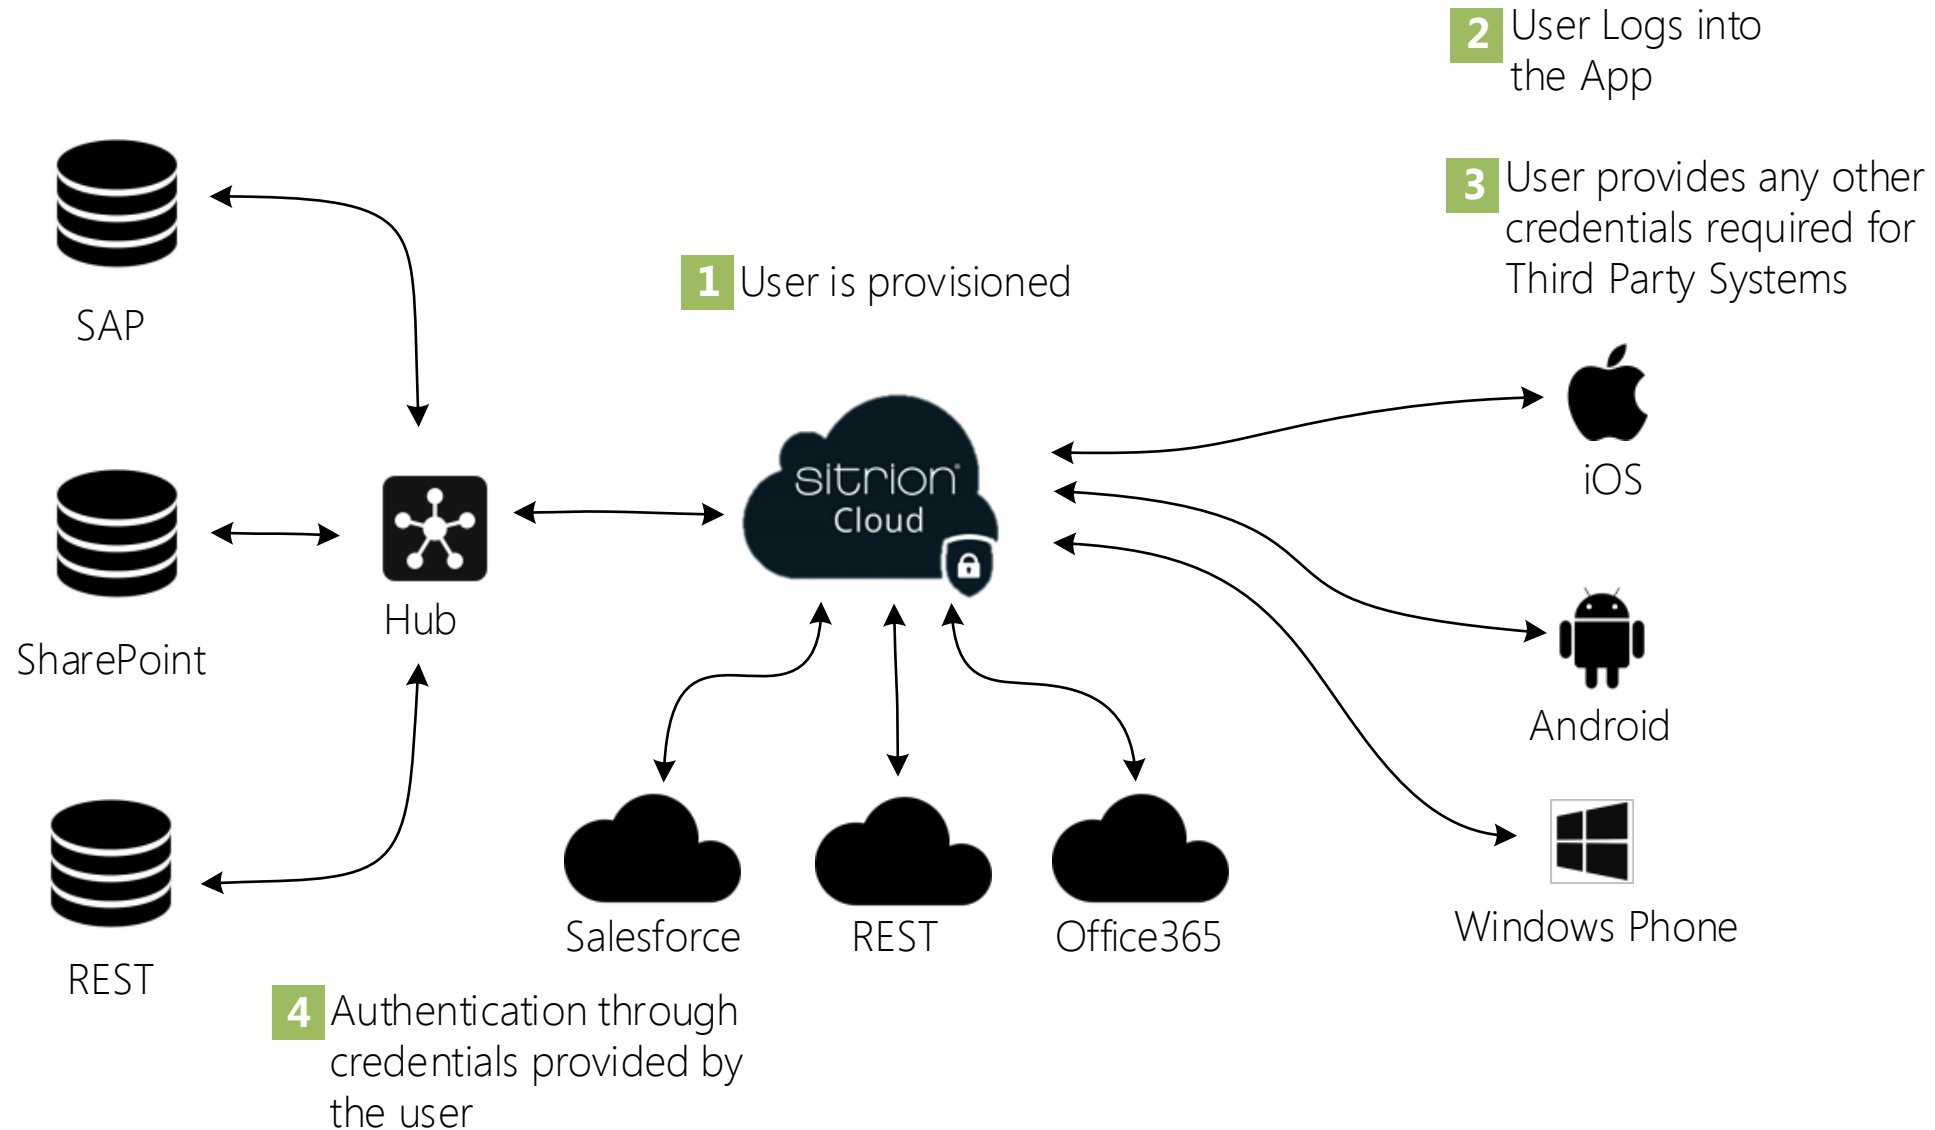 2 User Logs into
the App
3 User provides any other
credentials required for
Third Party Systems
1 User is provisioned
SAP
sitrion®
Cloud
iOS
Hub
SharePoint
Android
Salesforce
REST
Office365
Windows Phone
REST
4 Authentication through
credentials provided by
the user